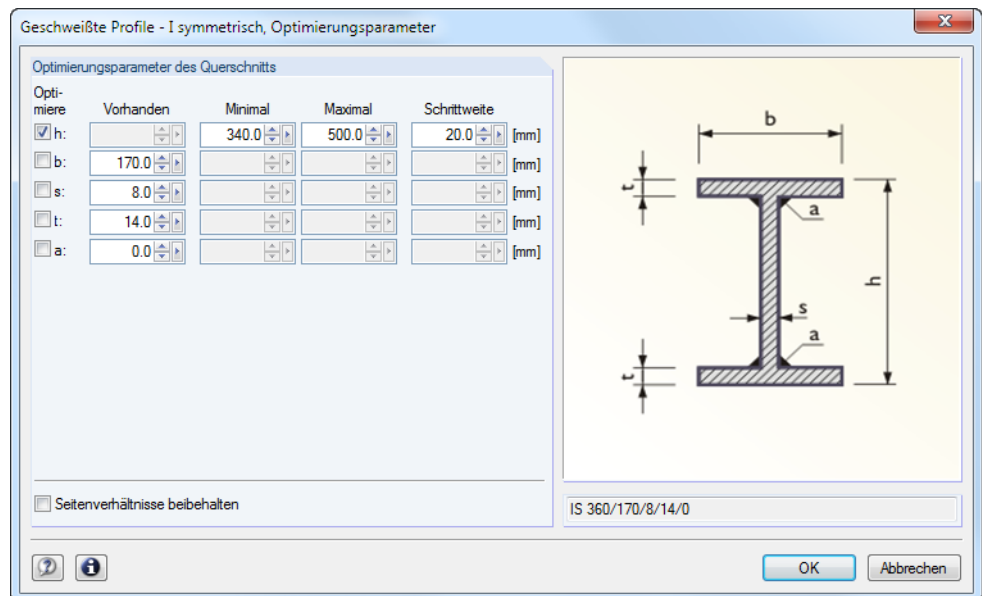 Geschweißte Profile - I symmetrisch, Optimierungsparameter
Optimierungsparameter des Querschnitts
Opti-
miere Vorhanden Minimal Maximal Schrittweite
h: 340.0 500.0 20.0 [mm]
b: 170.0 [mm]
s: 8.0 [mm]
t: 14.0 [mm]
a: 0.0 [mm]
Seitenverhältnisse beibehalten
b
t
a
h
s
a
t
IS 360/170/8/14/0
OK Abbrechen